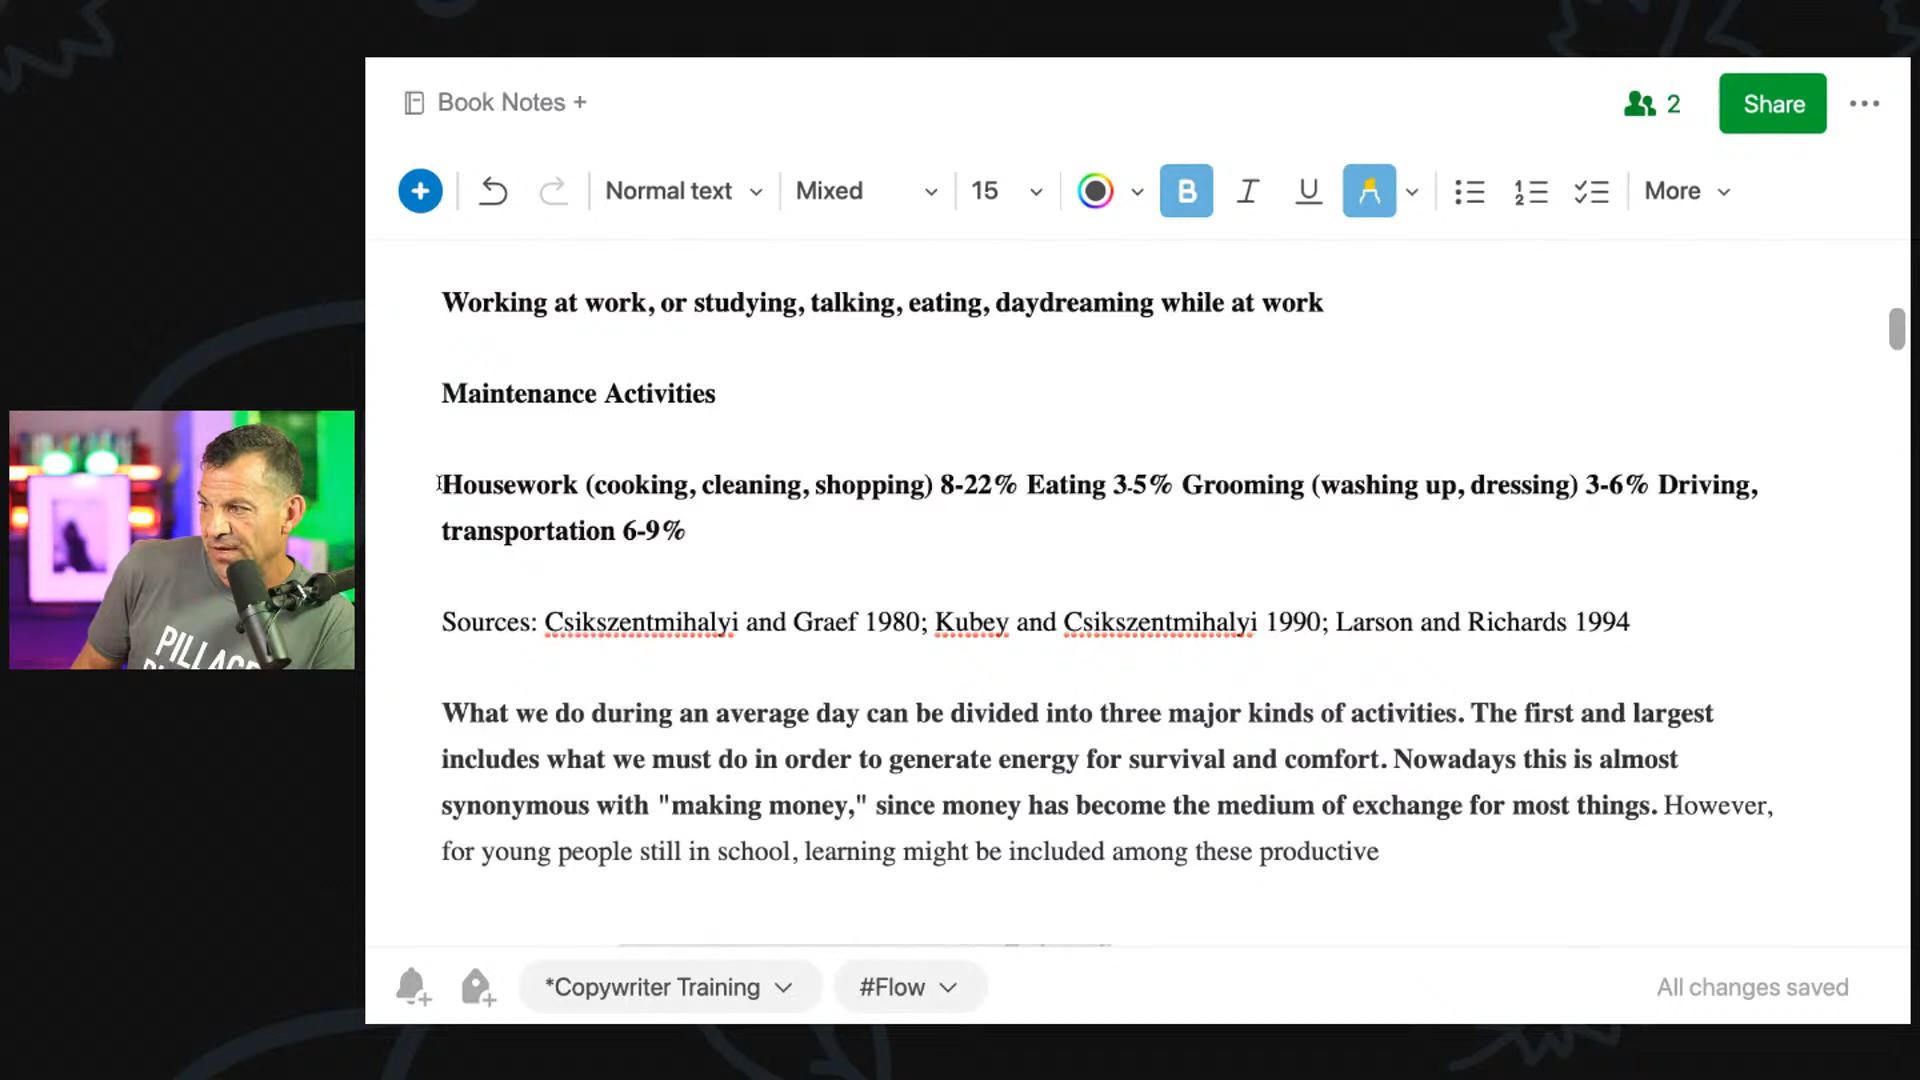 Book Notes +
2
Share
Normal text
Mixed
15
B
I
U
More
Working at work, or studying, talking, eating, daydreaming while at work
Maintenance Activities
Housework (cooking, cleaning, shopping) 8-22% Eating 3-5% Grooming (washing up, dressing) 3-6% Driving,
transportation 6-9%
Sources: Csikszentmihalyi and Graef 1980; Kubey and Csikszentmihalyi 1990; Larson and Richards 1994
What we do during an average day can be divided into three major kinds of activities. The first and largest
includes what we must do in order to generate energy for survival and comfort. Nowadays this is almost
synonymous with "making money," since money has become the medium of exchange for most things. However,
for young people still in school, learning might be included among these productive
*Copywriter Training
#Flow
All changes saved